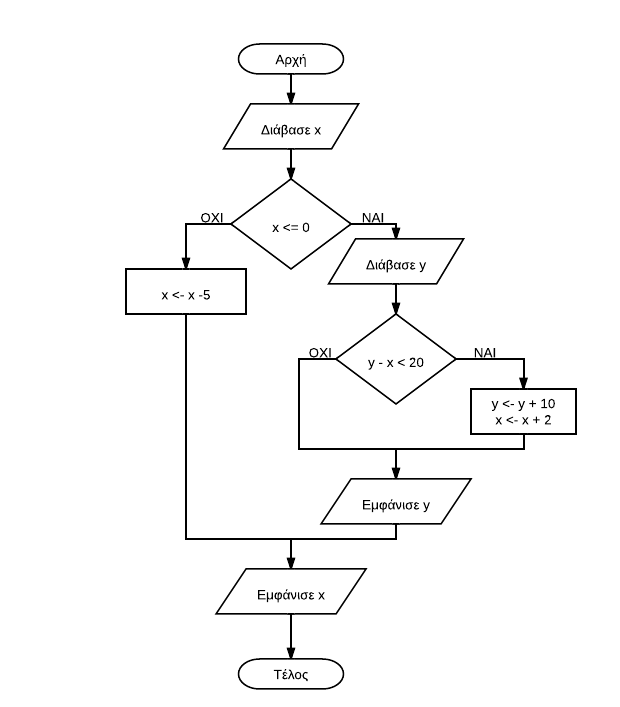 Αρχή
Διάβασε x
x <= 0
ΟΧΙ
ΝΑΙ
x <- x -5
Διάβασε y
y - x < 20
ΟΧΙ
ΝΑΙ
y <- y + 10
x <- x + 2
Εμφάνισε y
Εμφάνισε x
Τέλος